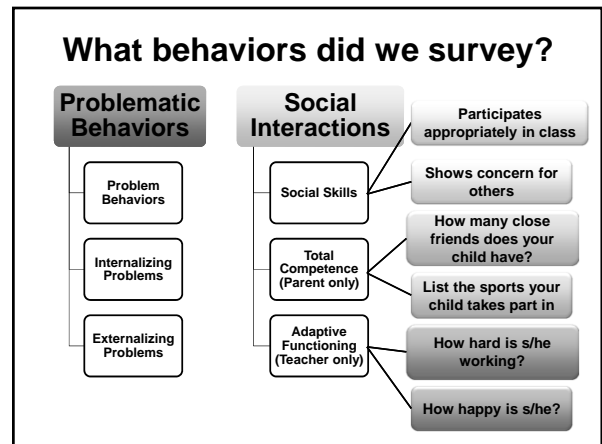 What behaviors did we survey?
Problematic
Behaviors
Problem
Behaviors
Internalizing
Problems
Externalizing
Problems
Social
Interactions
Social Skills
Participates
appropriately in class
Shows concern for
others
Total
Competence
(Parent only)
How many close
friends does your
child have?
List the sports your
child takes part in
Adaptive
Functioning
(Teacher only)
How hard is s/he
working?
How happy is s/he?